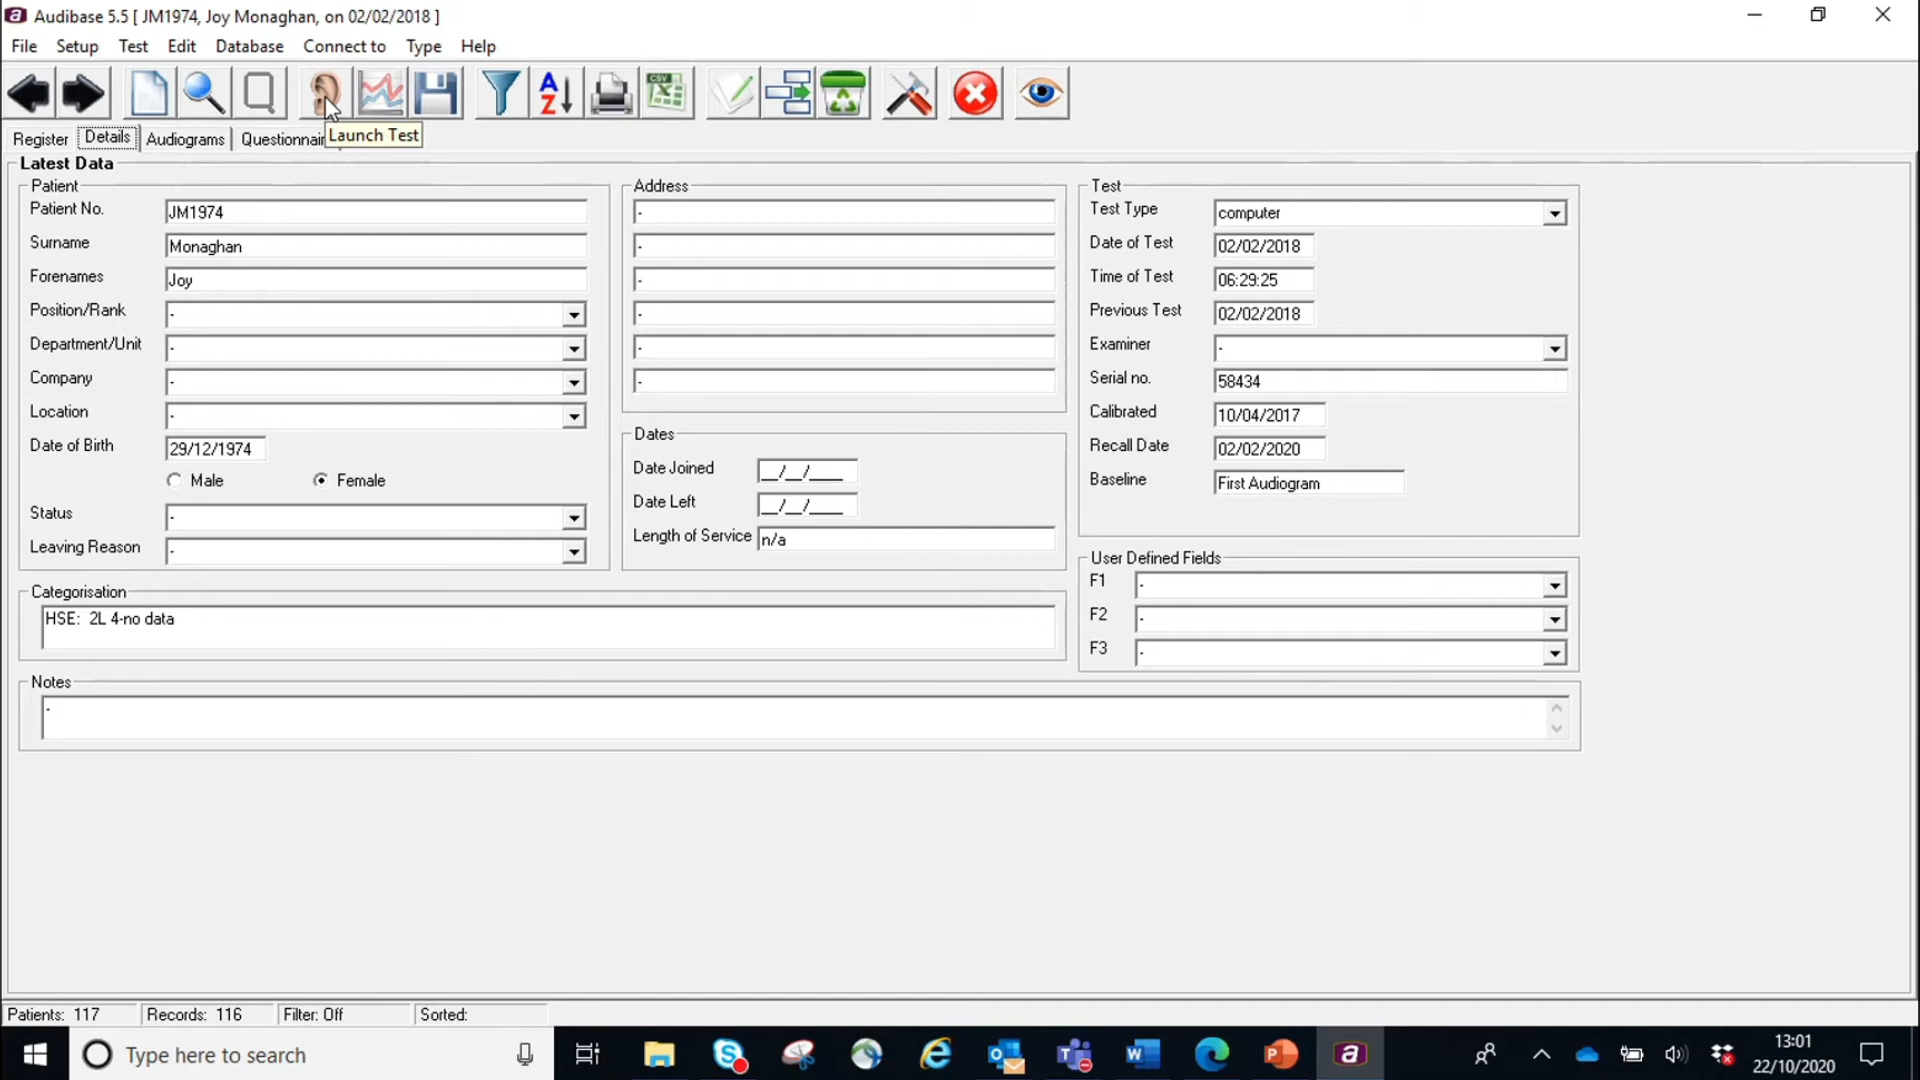 Audibase 5.5 [ JM1974, Joy Monaghan, on 02/02/2018 ]
File Setup Test Edit Database Connect to Type Help
A
Z
CSV
Register Details Audiograms Questionnair
Launch Test
Latest Data
Patient
Patient No. JM1974
Surname Monaghan
Forenames Joy
Position/Rank -
Department/Unit -
Company -
Location -
Date of Birth 29/12/1974
Male Female
Status -
Leaving Reason -
Address
-
-
-
-
-
-
Dates
Date Joined __/__/____
Date Left __/__/____
Length of Service n/a
Test
Test Type computer
Date of Test 02/02/2018
Time of Test 06:29:25
Previous Test 02/02/2018
Examiner -
Serial no. 58434
Calibrated 10/04/2017
Recall Date 02/02/2020
Baseline First Audiogram
User Defined Fields
F1 -
F2 -
F3 -
Categorisation
HSE: 2L 4-no data
Notes
-
Patients: 117 Records: 116 Filter: Off Sorted:
Type here to search
13:01
22/10/2020